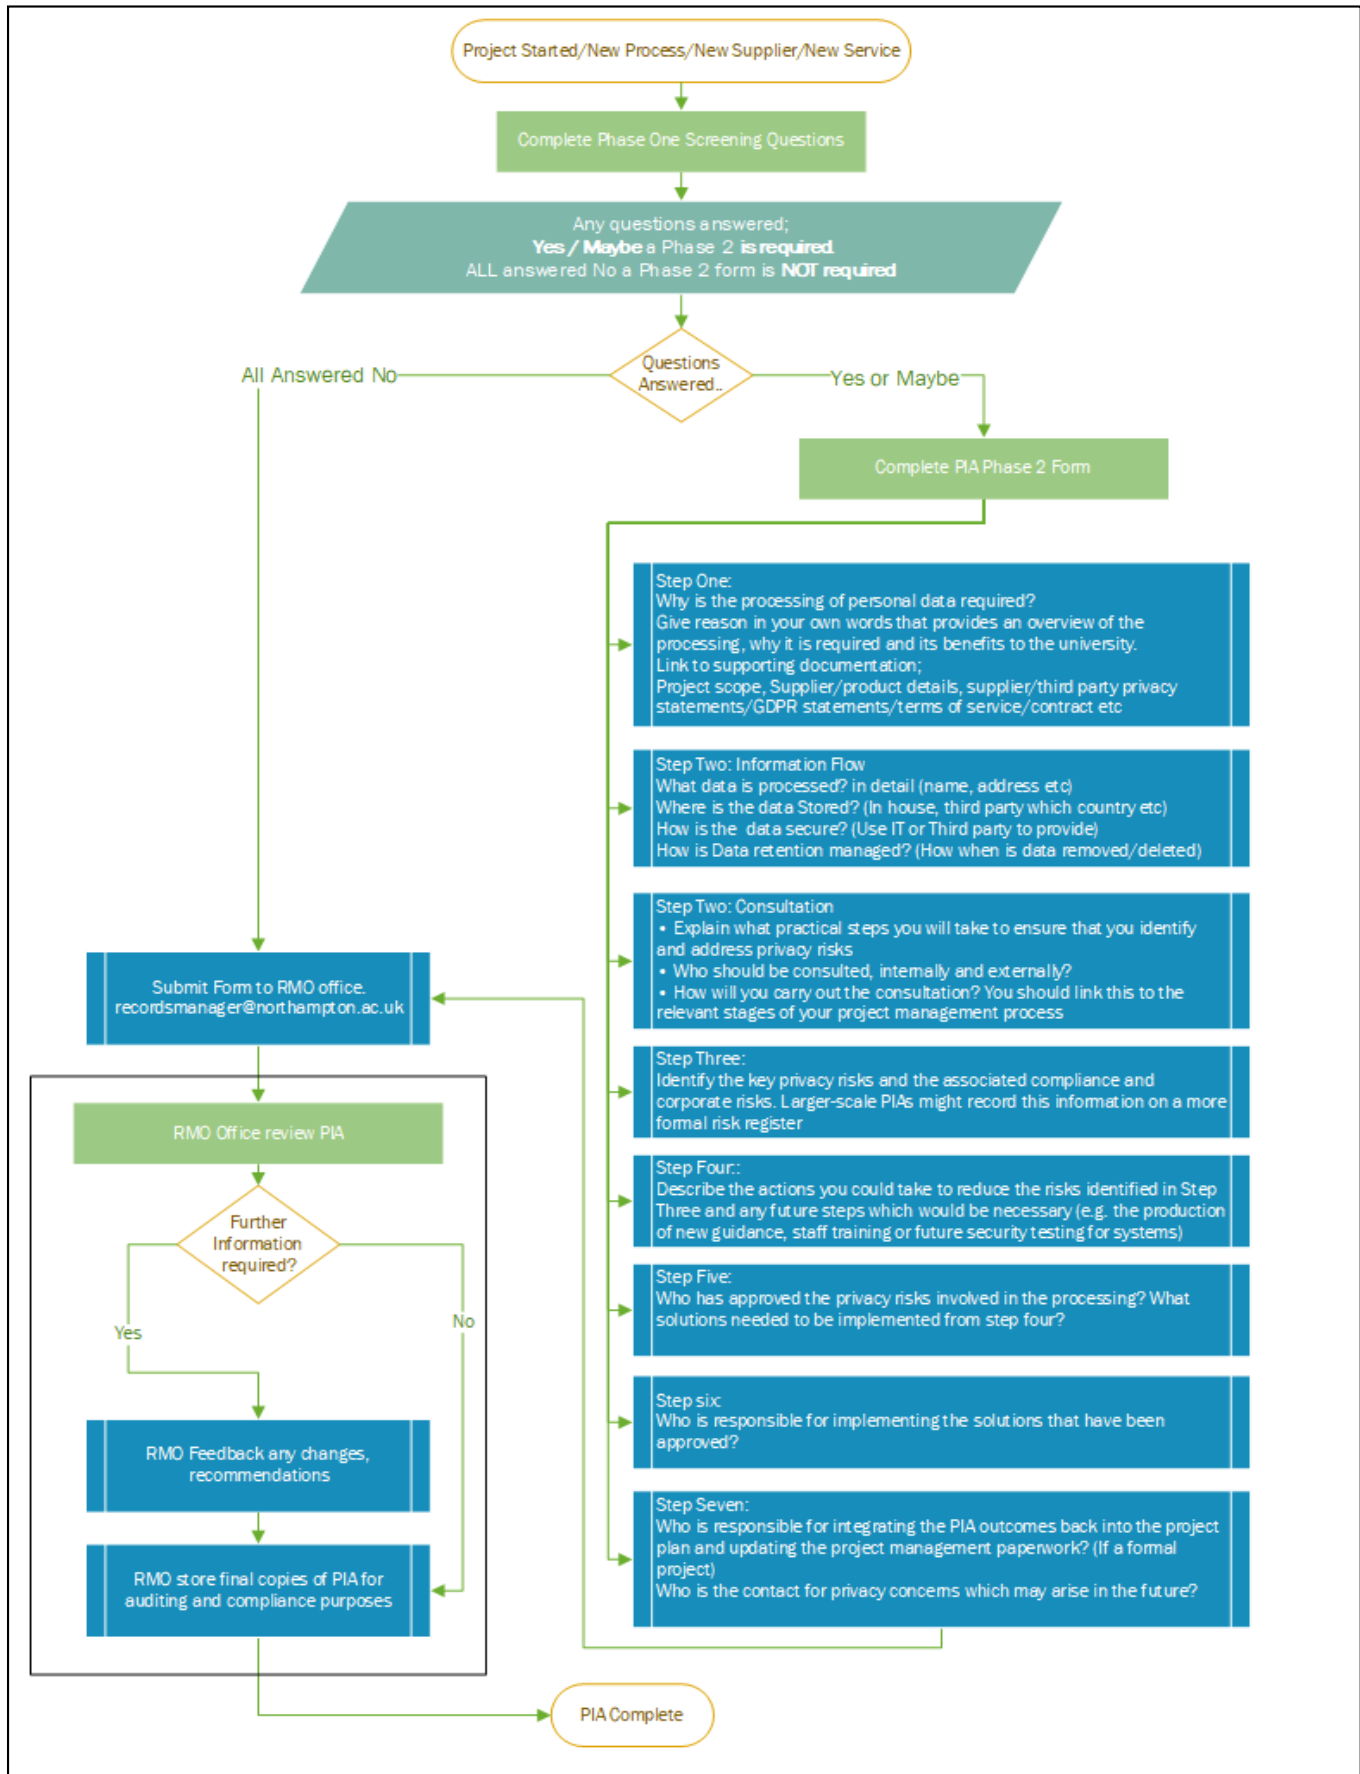 Project Started/New Process/New Supplier/New Service
Complete Phase One Screening Questions
Any questions answered;
Yes / Maybe a Phase 2 is required.
ALL answered No a Phase 2 form is NOT required
Questions
Answered..
All Answered No
Yes or Maybe
Complete PIA Phase 2 Form
Step One:
Why is the processing of personal data required?
Give reason in your own words that provides an overview of the
processing, why it is required and its benefits to the university.
Link to supporting documentation;
Project scope, Supplier/product details, supplier/third party privacy
statements/GDPR statements/terms of service/contract etc
Step Two: Information Flow
What data is processed? in detail (name, address etc)
Where is the data Stored? (In house, third party which country etc)
How is the data secure? (Use IT or Third party to provide)
How is Data retention managed? (How when is data removed/deleted)
Step Two: Consultation
• Explain what practical steps you will take to ensure that you identify
and address privacy risks
• Who should be consulted, internally and externally?
• How will you carry out the consultation? You should link this to the
relevant stages of your project management process
Step Three:
Identify the key privacy risks and the associated compliance and
corporate risks. Larger-scale PIAs might record this information on a more
formal risk register
Step Four::
Describe the actions you could take to reduce the risks identified in Step
Three and any future steps which would be necessary (e.g. the production
of new guidance, staff training or future security testing for systems)
Step Five:
Who has approved the privacy risks involved in the processing? What
solutions needed to be implemented from step four?
Step six:
Who is responsible for implementing the solutions that have been
approved?
Step Seven:
Who is responsible for integrating the PIA outcomes back into the project
plan and updating the project management paperwork? (If a formal
project)
Who is the contact for privacy concerns which may arise in the future?
Submit Form to RMO office.
recordsmanager@northampton.ac.uk
RMO Office review PIA
Further
Information
required?
Yes
No
RMO Feedback any changes,
recommendations
RMO store final copies of PIA for
auditing and compliance purposes
PIA Complete